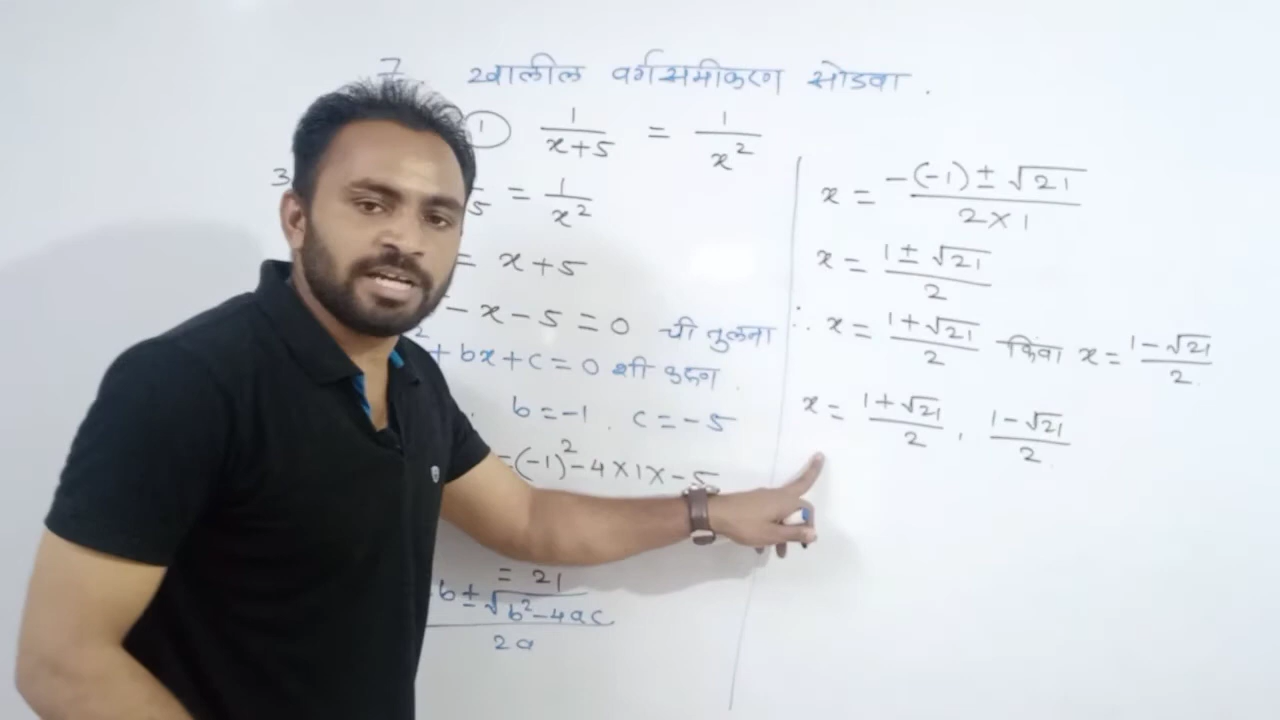 7 खालील वर्गसमीकरण सोडवा .
① 1/(x+5) = 1/x²
5 = 1/x²
= x+5
- x - 5 = 0 ची तुलना
+ bx + c = 0 शी करून .
b = -1 . c = -5
= (-1)² - 4 × 1 × - 5
= 21
b ± √(b² - 4ac) / 2a
x = (-(-1) ± √21) / (2×1)
x = (1 ± √21) / 2
∴ x = (1 + √21) / 2 किंवा x = (1 - √21) / 2 .
x = (1 + √21) / 2 , (1 - √21) / 2 .